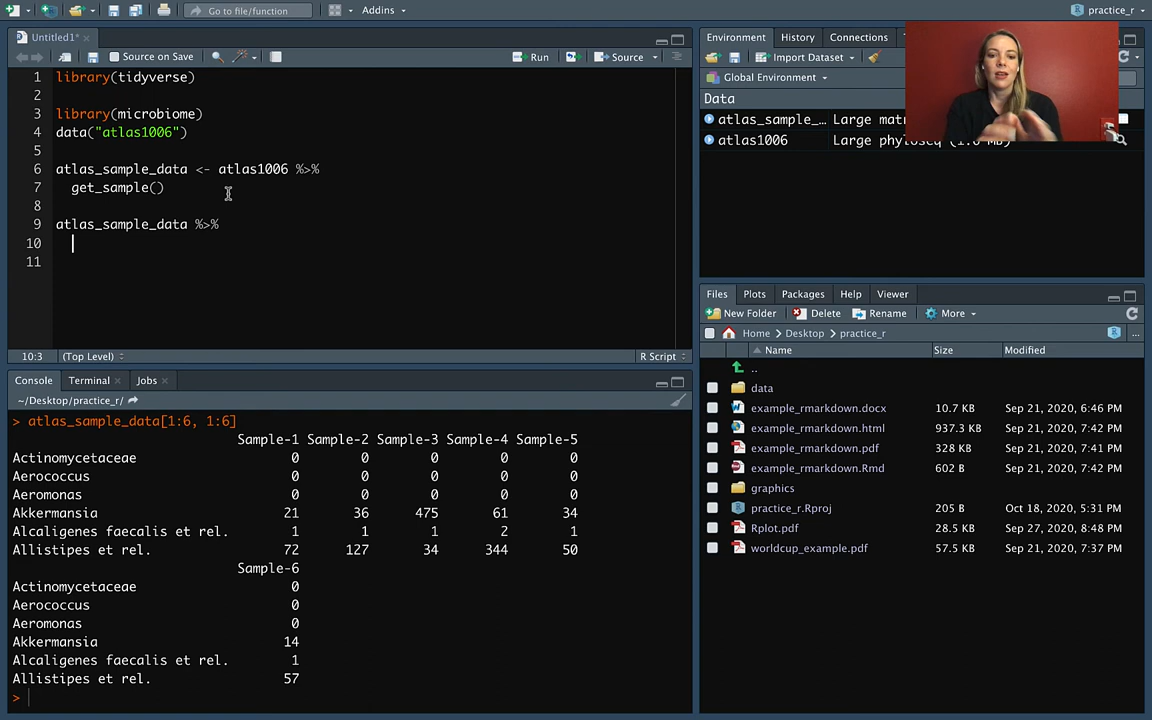 Go to file/function
Addins
practice_r
Untitled1*
Source on Save
Run
Source
1 library(tidyverse)
2
3 library(microbiome)
4 data("atlas1006")
5
6 atlas_sample_data <- atlas1006 %>%
7 get_sample()
8
9 atlas_sample_data %>%
10
11
10:3 (Top Level) R Script
Console Terminal Jobs
~/Desktop/practice_r/
> atlas_sample_data[1:6, 1:6]
Sample-1 Sample-2 Sample-3 Sample-4 Sample-5
Actinomycetaceae 0 0 0 0 0
Aerococcus 0 0 0 0 0
Aeromonas 0 0 0 0 0
Akkermansia 21 36 475 61 34
Alcaligenes faecalis et rel. 1 1 1 2 1
Allistipes et rel. 72 127 34 344 50
Sample-6
Actinomycetaceae 0
Aerococcus 0
Aeromonas 0
Akkermansia 14
Alcaligenes faecalis et rel. 1
Allistipes et rel. 57
>
Environment History Connections
Import Dataset
Global Environment
Data
atlas_sample_… Large mat
atlas1006 Large phyloseq (1.6 MB)
Files Plots Packages Help Viewer
New Folder Delete Rename More
Home Desktop practice_r ...
Name Size Modified
..
data
example_rmarkdown.docx 10.7 KB Sep 21, 2020, 6:46 PM
example_rmarkdown.html 937.3 KB Sep 21, 2020, 7:42 PM
example_rmarkdown.pdf 328 KB Sep 21, 2020, 7:41 PM
example_rmarkdown.Rmd 602 B Sep 21, 2020, 7:42 PM
graphics
practice_r.Rproj 205 B Oct 18, 2020, 5:31 PM
Rplot.pdf 28.5 KB Sep 27, 2020, 8:48 PM
worldcup_example.pdf 57.5 KB Sep 21, 2020, 7:37 PM